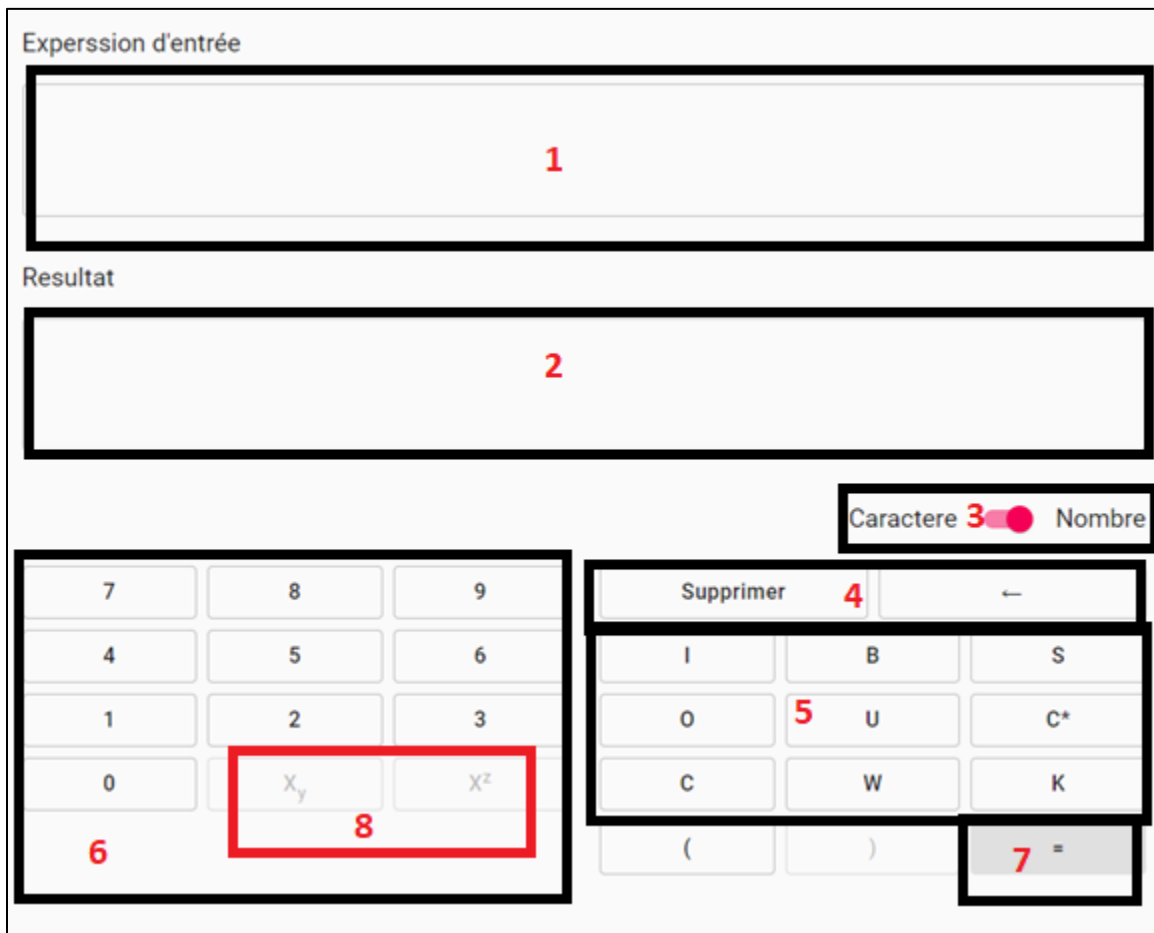 Experssion d'entrée
1
Resultat
2
Caractere 3 Nombre
7 8 9 Supprimer 4 ←
4 5 6 I B S
1 2 3 O 5 U C*
0 Xy Xz C W K
8
6 ( ) 7 =